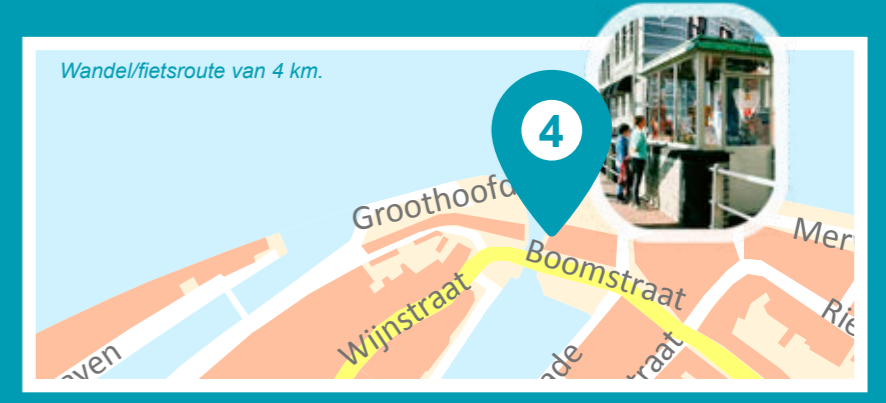 Wandel/fietsroute van 4 km.
4
Groothoofd
Boomstraat
Wijnstraat